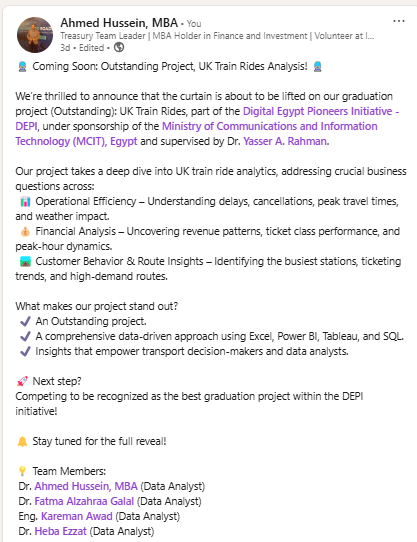 Ahmed Hussein, MBA • You
Treasury Team Leader | MBA Holder in Finance and Investment | Volunteer at I...
3d • Edited •
🚆 Coming Soon: Outstanding Project, UK Train Rides Analysis! 🚆
We're thrilled to announce that the curtain is about to be lifted on our graduation
project (Outstanding): UK Train Rides, part of the Digital Egypt Pioneers Initiative -
DEPI, under sponsorship of the Ministry of Communications and Information
Technology (MCIT), Egypt and supervised by Dr. Yasser A. Rahman.
Our project takes a deep dive into UK train ride analytics, addressing crucial business
questions across:
📊 Operational Efficiency – Understanding delays, cancellations, peak travel times,
and weather impact.
💰 Financial Analysis – Uncovering revenue patterns, ticket class performance, and
peak-hour dynamics.
🛤️ Customer Behavior & Route Insights – Identifying the busiest stations, ticketing
trends, and high-demand routes.
What makes our project stand out?
✔ An Outstanding project.
✔ A comprehensive data-driven approach using Excel, Power BI, Tableau, and SQL.
✔ Insights that empower transport decision-makers and data analysts.
🚀 Next step?
Competing to be recognized as the best graduation project within the DEPI
initiative!
🔔 Stay tuned for the full reveal!
💡 Team Members:
Dr. Ahmed Hussein, MBA (Data Analyst)
Dr. Fatma Alzahraa Galal (Data Analyst)
Eng. Kareman Awad (Data Analyst)
Dr. Heba Ezzat (Data Analyst)